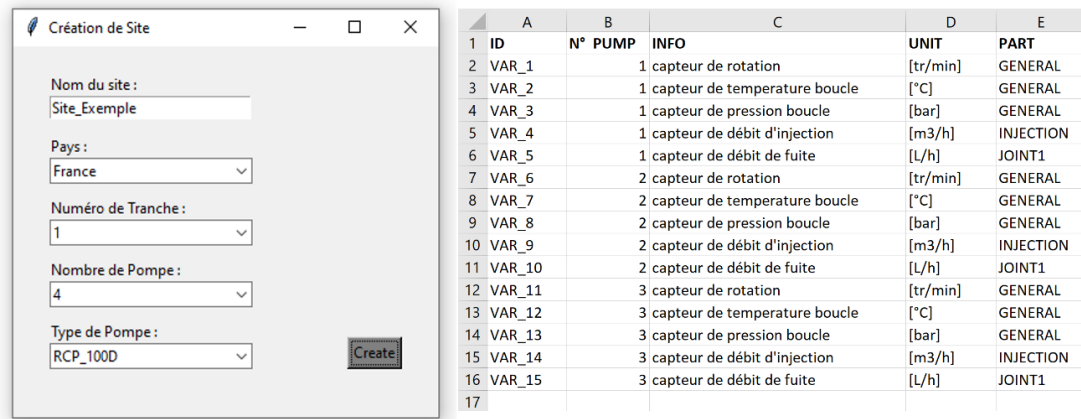 Création de Site
Nom du site :
Site_Exemple
Pays :
France
Numéro de Tranche :
1
Nombre de Pompe :
4
Type de Pompe :
RCP_100D
Create
A B C D E
1 ID N° PUMP INFO UNIT PART
2 VAR_1 1 capteur de rotation [tr/min] GENERAL
3 VAR_2 1 capteur de temperature boucle [°C] GENERAL
4 VAR_3 1 capteur de pression boucle [bar] GENERAL
5 VAR_4 1 capteur de débit d'injection [m3/h] INJECTION
6 VAR_5 1 capteur de débit de fuite [L/h] JOINT1
7 VAR_6 2 capteur de rotation [tr/min] GENERAL
8 VAR_7 2 capteur de temperature boucle [°C] GENERAL
9 VAR_8 2 capteur de pression boucle [bar] GENERAL
10 VAR_9 2 capteur de débit d'injection [m3/h] INJECTION
11 VAR_10 2 capteur de débit de fuite [L/h] JOINT1
12 VAR_11 3 capteur de rotation [tr/min] GENERAL
13 VAR_12 3 capteur de temperature boucle [°C] GENERAL
14 VAR_13 3 capteur de pression boucle [bar] GENERAL
15 VAR_14 3 capteur de débit d'injection [m3/h] INJECTION
16 VAR_15 3 capteur de débit de fuite [L/h] JOINT1
17